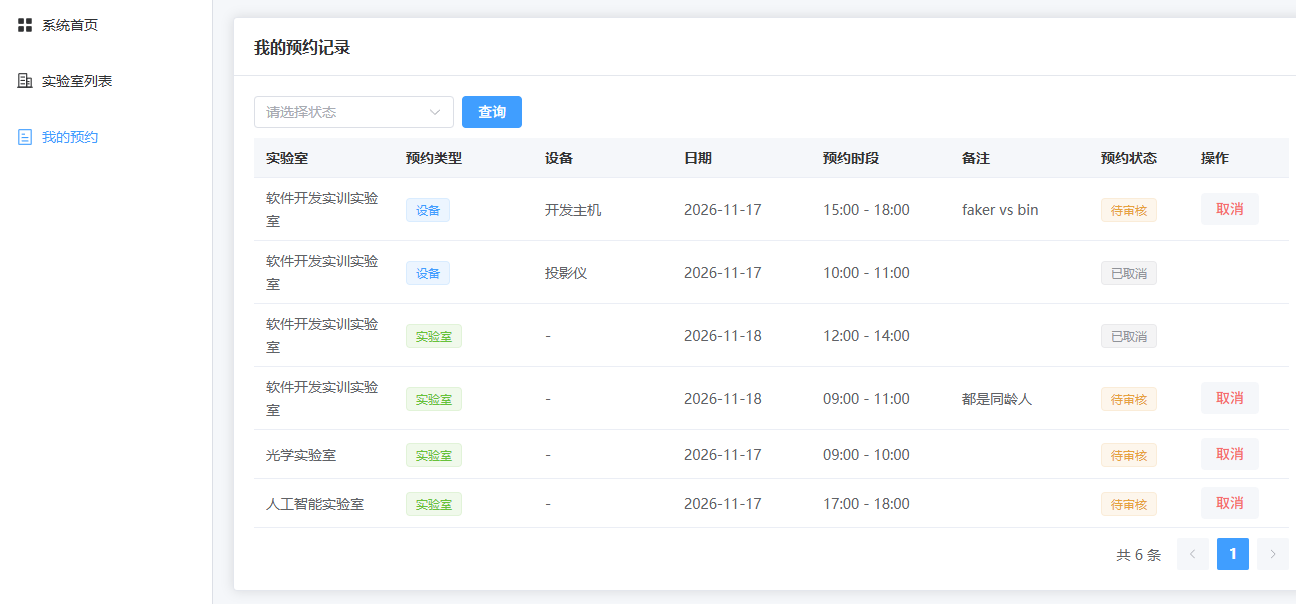 系统首页
实验室列表
我的预约
我的预约记录
请选择状态 查询
实验室 预约类型 设备 日期 预约时段 备注 预约状态 操作
软件开发实训实验
室 设备 开发主机 2026-11-17 15:00 - 18:00 faker vs bin 待审核 取消
软件开发实训实验
室 设备 投影仪 2026-11-17 10:00 - 11:00 已取消
软件开发实训实验
室 实验室 - 2026-11-18 12:00 - 14:00 已取消
软件开发实训实验
室 实验室 - 2026-11-18 09:00 - 11:00 都是同龄人 待审核 取消
光学实验室 实验室 - 2026-11-17 09:00 - 10:00 待审核 取消
人工智能实验室 实验室 - 2026-11-17 17:00 - 18:00 待审核 取消
共 6 条 1